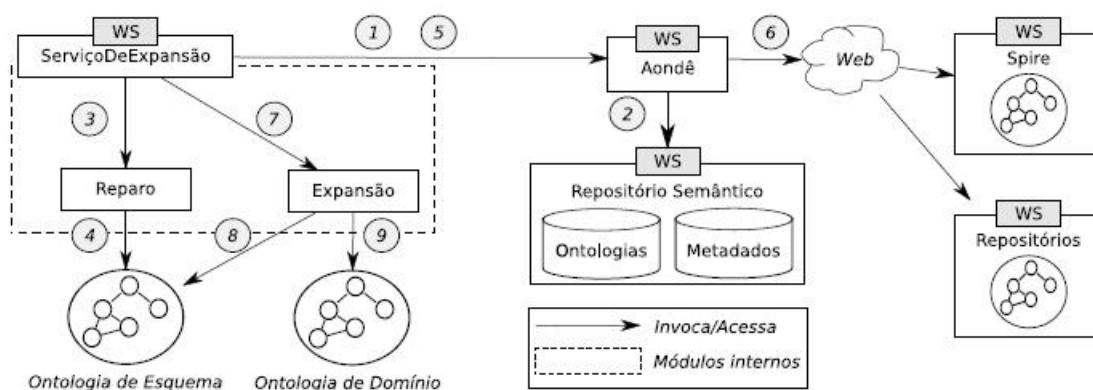 WS
ServiçoDeExpansão
1
5
WS
Aondê
6
Web
WS
Spire
2
3
7
WS
Repositório Semântico
Ontologias
Metadados
Reparo
Expansão
WS
Repositórios
4
8
9
Invoca/Acessa
Módulos internos
Ontologia de Esquema
Ontologia de Domínio